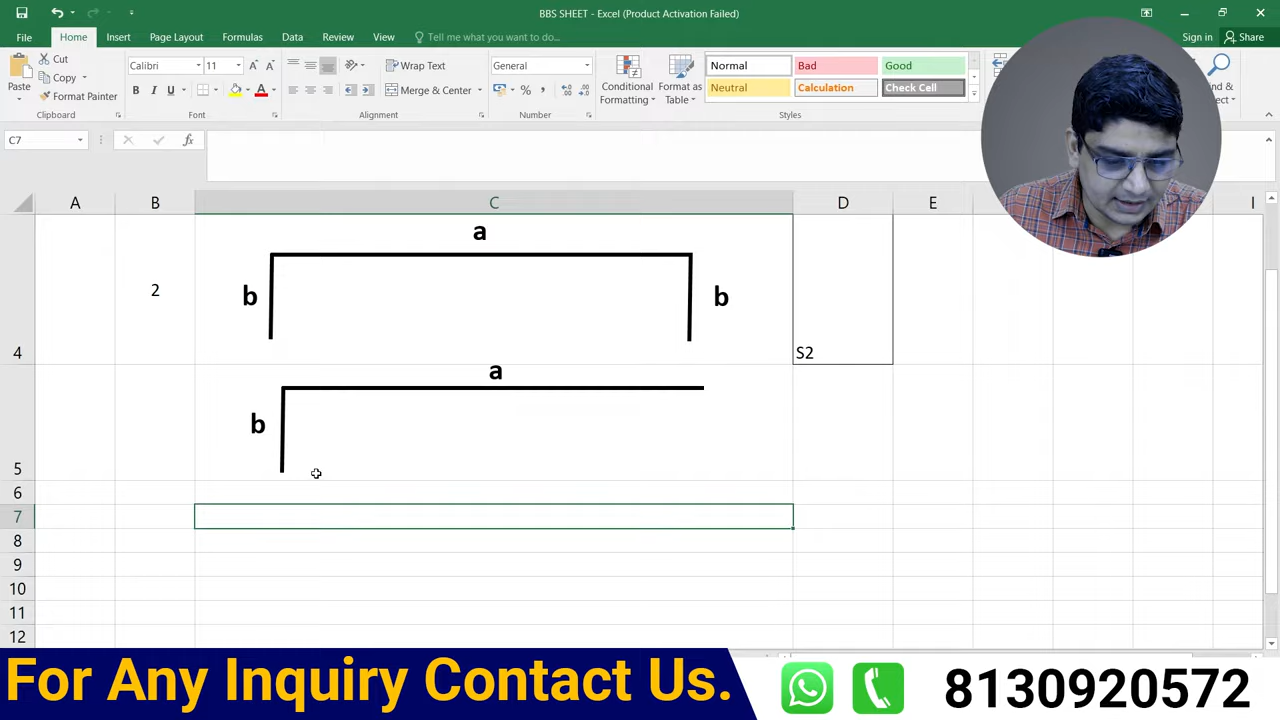 BBS SHEET - Excel (Product Activation Failed)
File Home Insert Page Layout Formulas Data Review View Tell me what you want to do... Sign in Share
Cut
Copy
Format Painter
Paste
Clipboard
Calibri 11
B I U
Font
Wrap Text
Merge & Center
Alignment
General
%
Number
Conditional Formatting
Format as Table
Normal Bad Good
Neutral Calculation Check Cell
Styles
C7
fx
A B C D E I
a
b b
2
4
S2
a
b
5
6
7
8
9
10
11
12
For Any Inquiry Contact Us. 8130920572